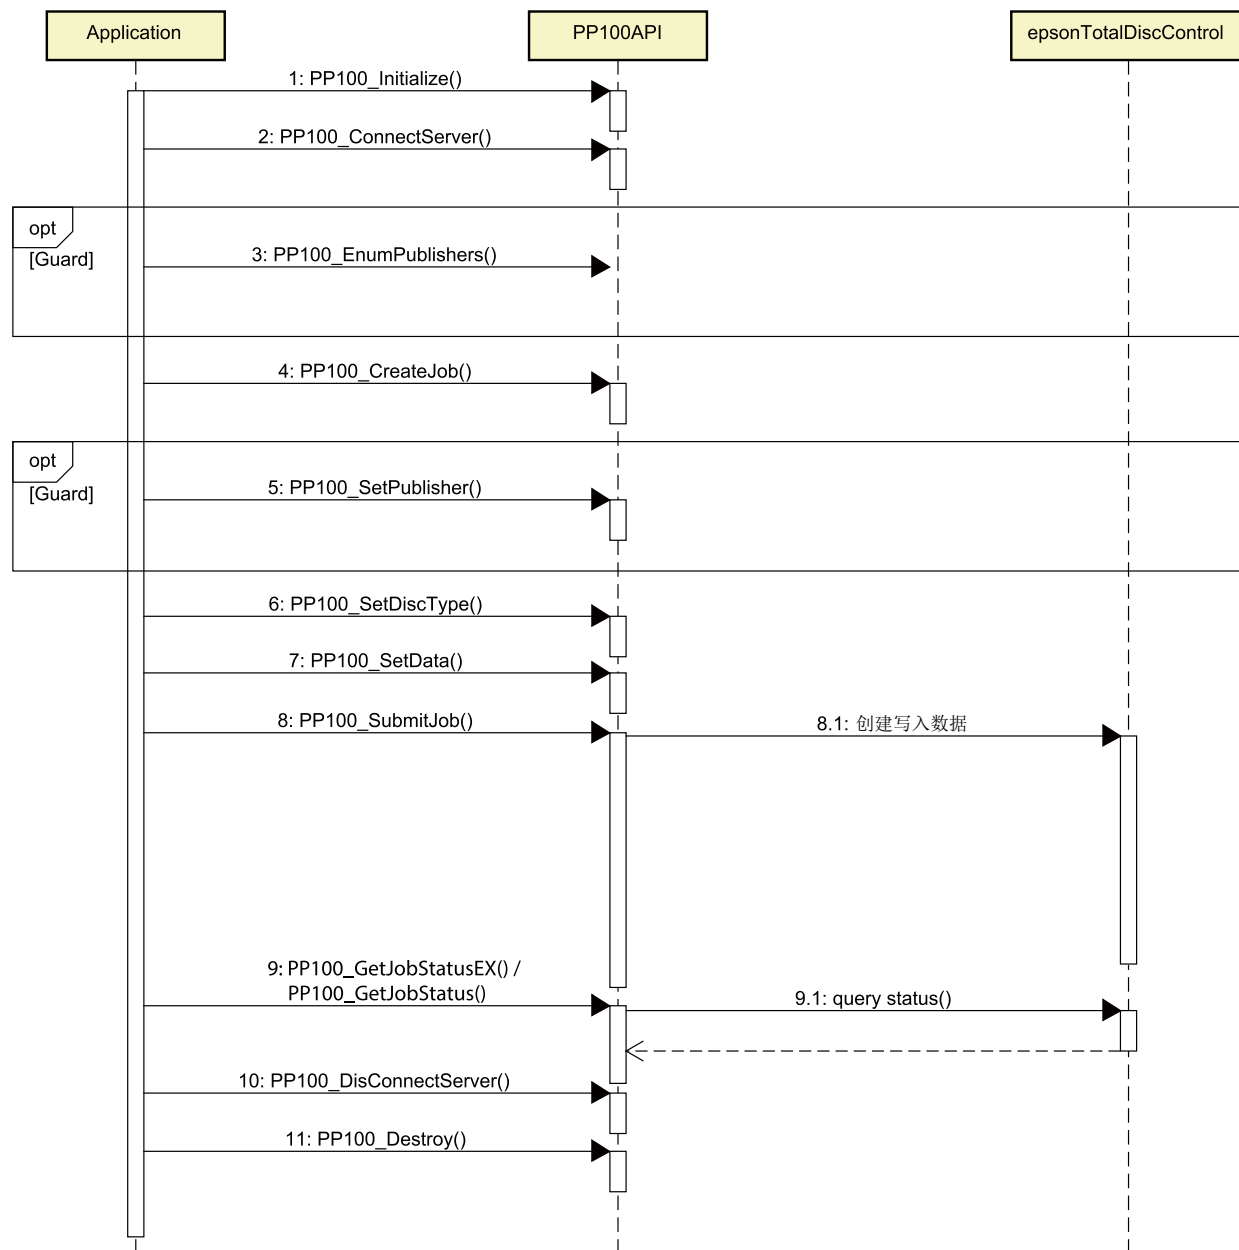 Application
PP100API
epsonTotalDiscControl
1: PP100_Initialize()
2: PP100_ConnectServer()
opt
[Guard]
3: PP100_EnumPublishers()
4: PP100_CreateJob()
opt
[Guard]
5: PP100_SetPublisher()
6: PP100_SetDiscType()
7: PP100_SetData()
8: PP100_SubmitJob()
8.1: 创建写入数据
9: PP100_GetJobStatusEX() /
PP100_GetJobStatus()
9.1: query status()
10: PP100_DisConnectServer()
11: PP100_Destroy()